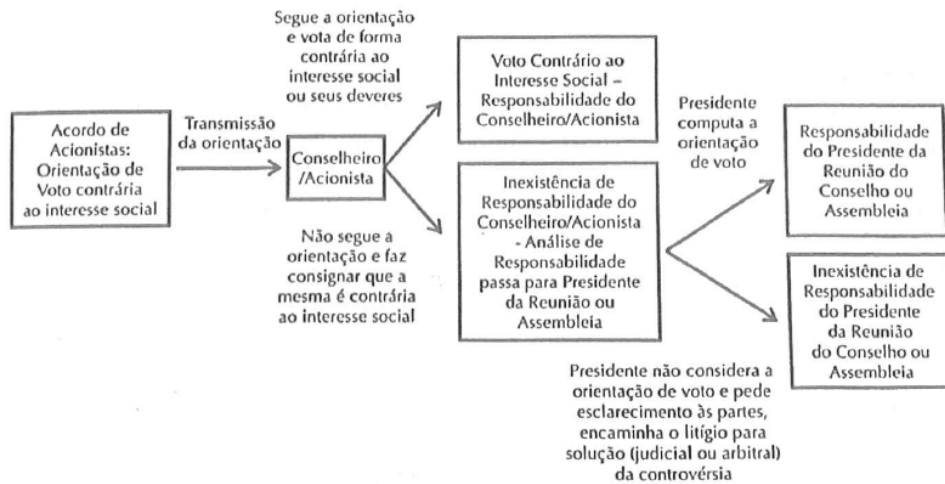 Acordo de
Acionistas:
Orientação de
Voto contrária
ao interesse social
Transmissão
da orientação
Conselheiro
/Acionista
Segue a orientação
e vota de forma
contrária ao
interesse social
ou seus deveres
Voto Contrário ao
Interesse Social –
Responsabilidade do
Conselheiro/Acionista
Não segue a
orientação e faz
consignar que a
mesma é contrária
ao interesse social
Inexistência de
Responsabilidade do
Conselheiro/Acionista
- Análise de
Responsabilidade
passa para Presidente
da Reunião ou
Assembleia
Presidente
computa a
orientação
de voto
Responsabilidade
do Presidente da
Reunião do
Conselho ou
Assembleia
Presidente não considera a
orientação de voto e pede
esclarecimento às partes,
encaminha o litígio para
solução (judicial ou arbitral)
da controvérsia
Inexistência de
Responsabilidade
do Presidente
da Reunião
do Conselho ou
Assembleia